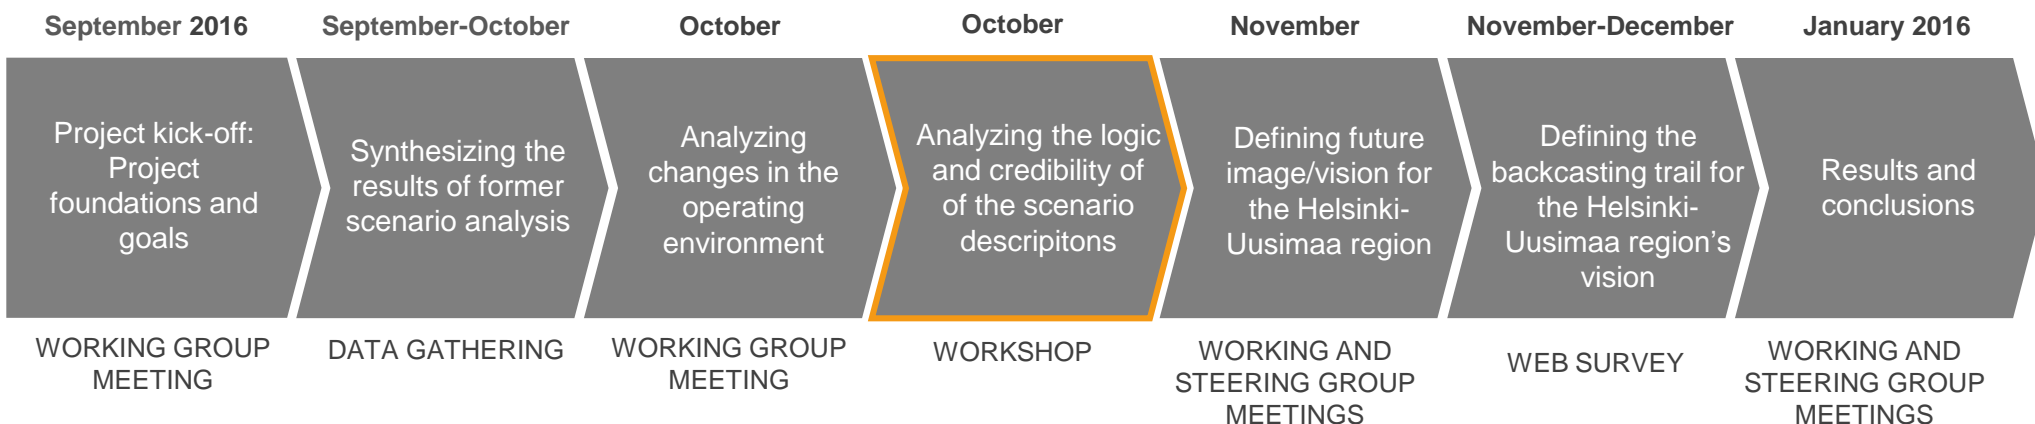 September 2016
September-October
October
October
November
November-December
January 2016
Project kick-off:
Project
foundations and
goals
Synthesizing the
results of former
scenario analysis
Analyzing
changes in the
operating
environment
Analyzing the logic
and credibility of
of the scenario
descripitons
Defining future
image/vision for
the Helsinki-
Uusimaa region
Defining the
backcasting trail for
the Helsinki-
Uusimaa region's
vision
Results and
conclusions
WORKING GROUP
MEETING
DATA GATHERING
WORKING GROUP
MEETING
WORKSHOP
WORKING AND
STEERING GROUP
MEETINGS
WEB SURVEY
WORKING AND
STEERING GROUP
MEETINGS